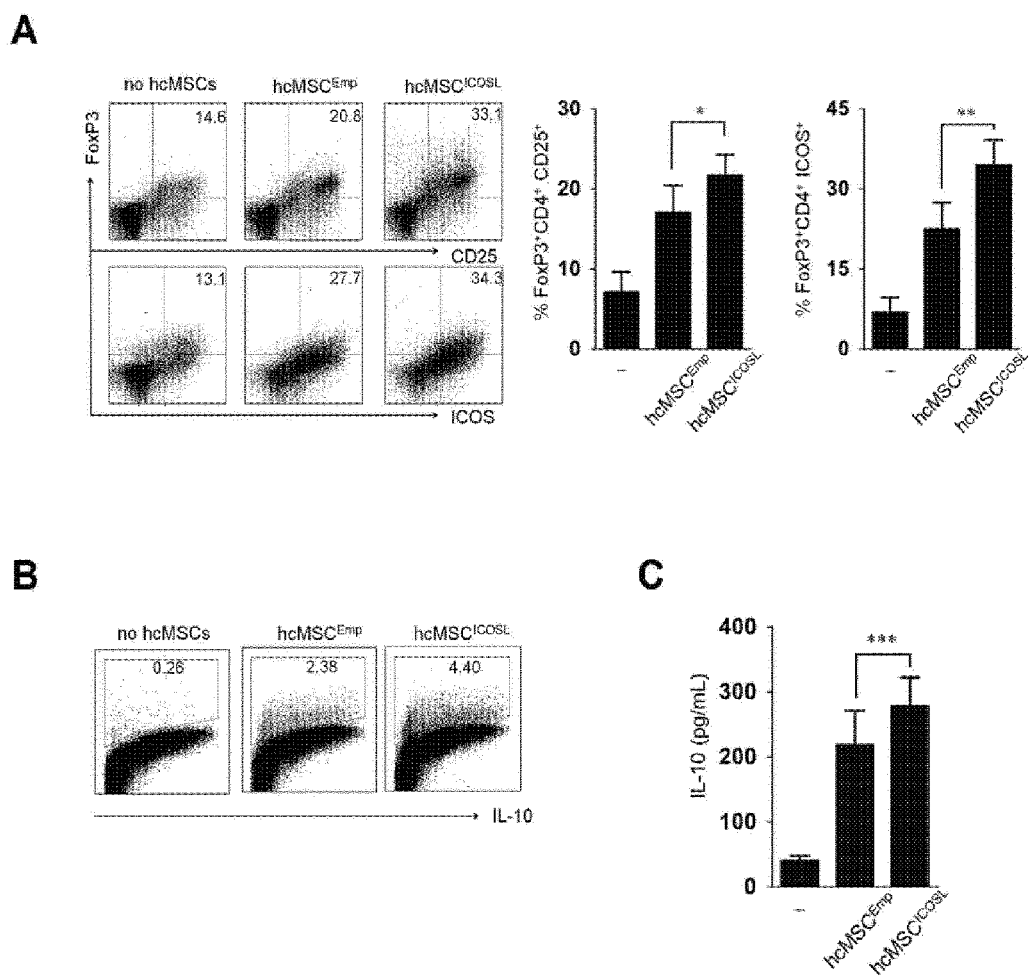 A
no hcMSCs
hcMSC^Emp
hcMSC^ICOSL
FoxP3
14.6
20.8
33.1
CD25
13.1
27.7
34.3
ICOS
% FoxP3⁺CD4⁺ CD25⁺
30
20
10
0
*
–
hcMSC^Emp
hcMSC^ICOSL
% FoxP3⁺CD4⁺ ICOS⁺
45
30
15
0
**
–
hcMSC^Emp
hcMSC^ICOSL
B
no hcMSCs
hcMSC^Emp
hcMSC^ICOSL
0.26
2.38
4.40
IL-10
C
IL-10 (pg/mL)
400
300
200
100
0
***
–
hcMSC^Emp
hcMSC^ICOSL